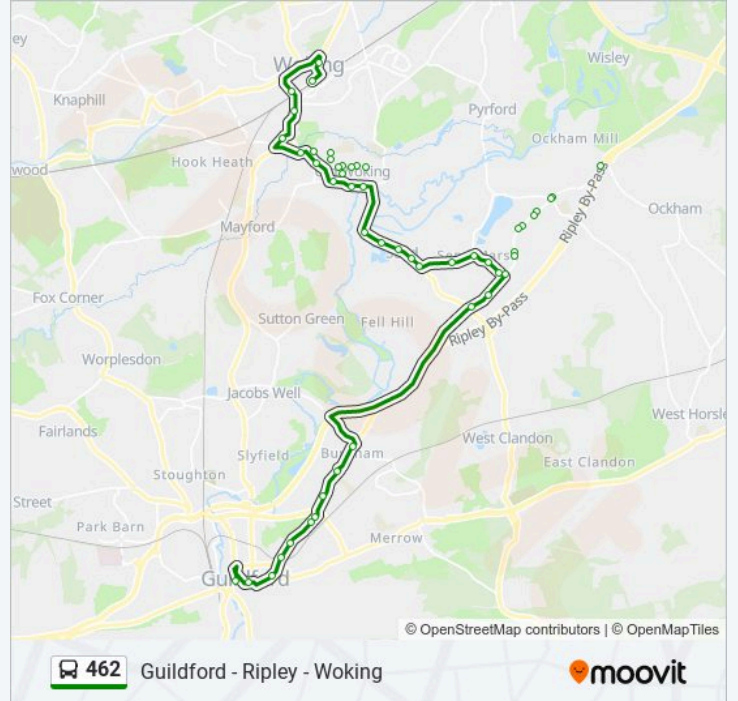 ey
Woking
Wisley
Knaphill
Pyrford
Ockham Mill
wood
Hook Heath
Ripley By-Pass
Ockham
Mayford
Fox Corner
Sutton Green
Fell Hill
Ripley By-Pass
Worplesdon
Jacobs Well
West Horsle
Fairlands
Slyfield
Burpham
West Clandon
East Clandon
Stoughton
Street
Park Barn
Merrow
Guildford
© OpenStreetMap contributors | © OpenMapTiles
462 Guildford - Ripley - Woking
moovit